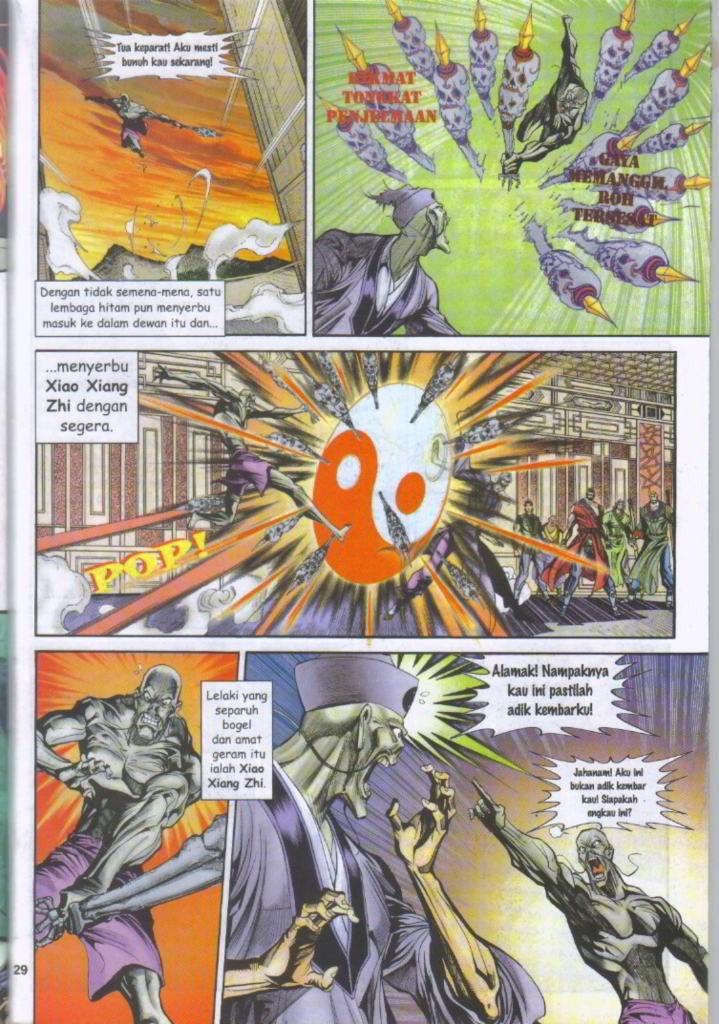 Tua keparat! Aku mesti
bunuh kau sekarang!
Dengan tidak semena-mena, satu
lembaga hitam pun menyerbu
masuk ke dalam dewan itu dan...
HIKMAT
TONGKAT
PENJELMAAN
GAYA
MEMANGGIL
ROH
TERSESAT
...menyerbu
Xiao Xiang
Zhi dengan
segera.
POP!
Lelaki yang
separuh
bogel
dan amat
geram itu
ialah Xiao
Xiang Zhi.
Alamak! Nampaknya
kau ini pastilah
adik kembarku!
Jahanam! Aku ini
bukan adik kembar
kau! Siapakah
engkau ini?
29